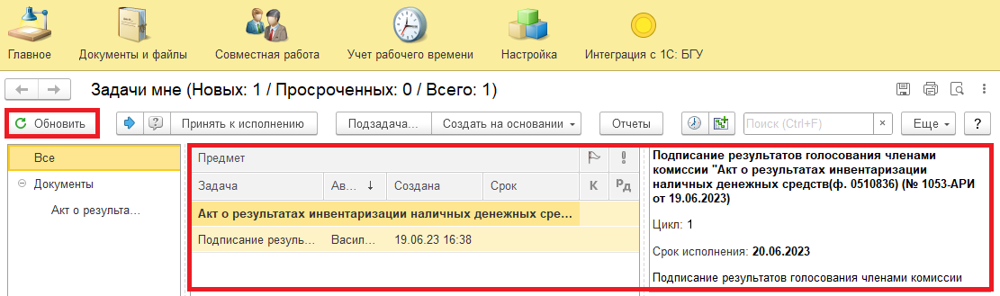 Главное Документы и файлы Совместная работа Учет рабочего времени Настройка Интеграция с 1С: БГУ
Задачи мне (Новых: 1 / Просроченных: 0 / Всего: 1)
Обновить Принять к исполнению Подзадача... Создать на основании Отчеты Поиск (Ctrl+F) × Еще ?
Все
Документы
Акт о результа...
Предмет
Задача Ав... ↓ Создана Срок К Рд
Акт о результатах инвентаризации наличных денежных сре...
Подписание резуль... Васил... 19.06.23 16:38
Подписание результатов голосования членами
комиссии "Акт о результатах инвентаризации
наличных денежных средств(ф. 0510836) (№ 1053-АРИ
от 19.06.2023)
Цикл: 1
Срок исполнения: 20.06.2023
Подписание результатов голосования членами комиссии